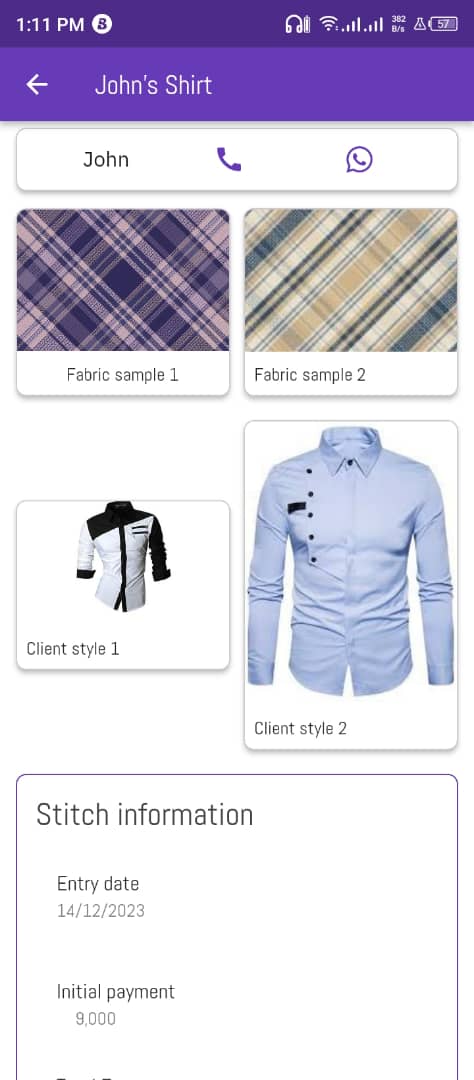 1:11 PM
382
B/s
57
John's Shirt
John
Fabric sample 1
Fabric sample 2
Client style 1
Client style 2
Stitch information
Entry date
14/12/2023
Initial payment
9,000